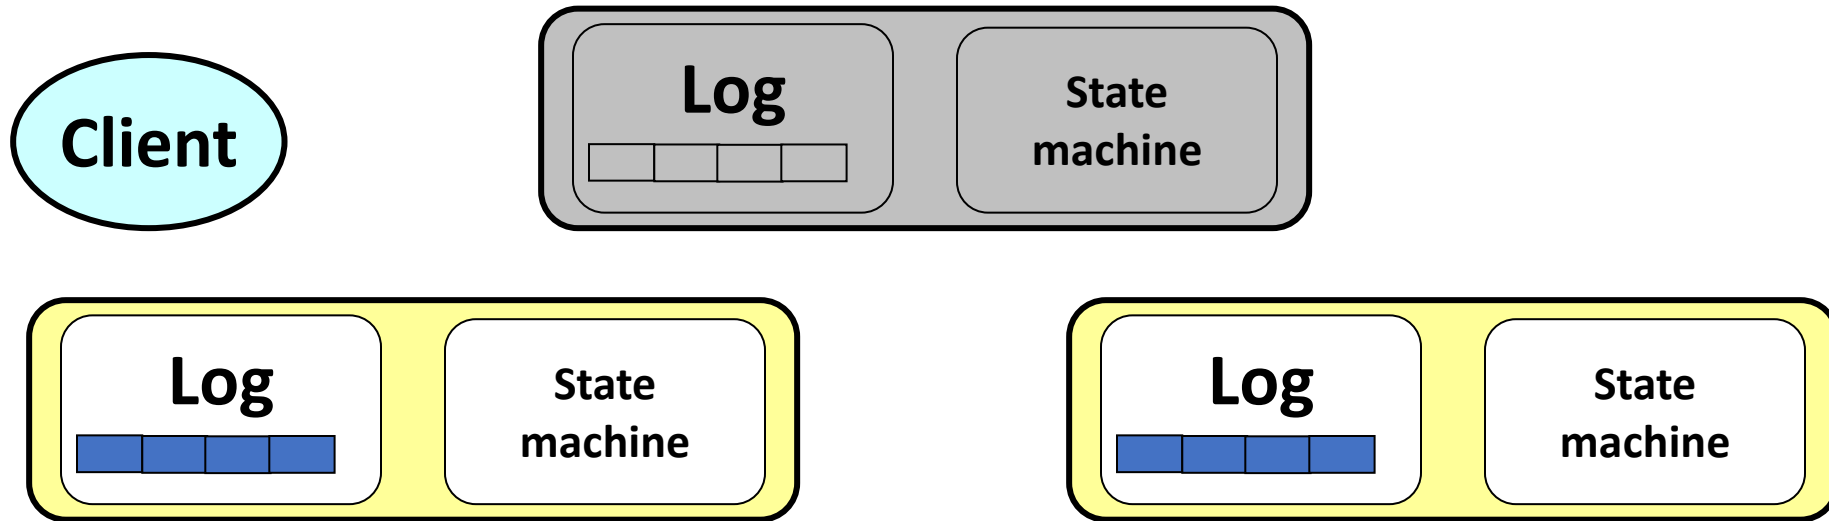 Client
Log
State
machine
Log
State
machine
Log
State
machine